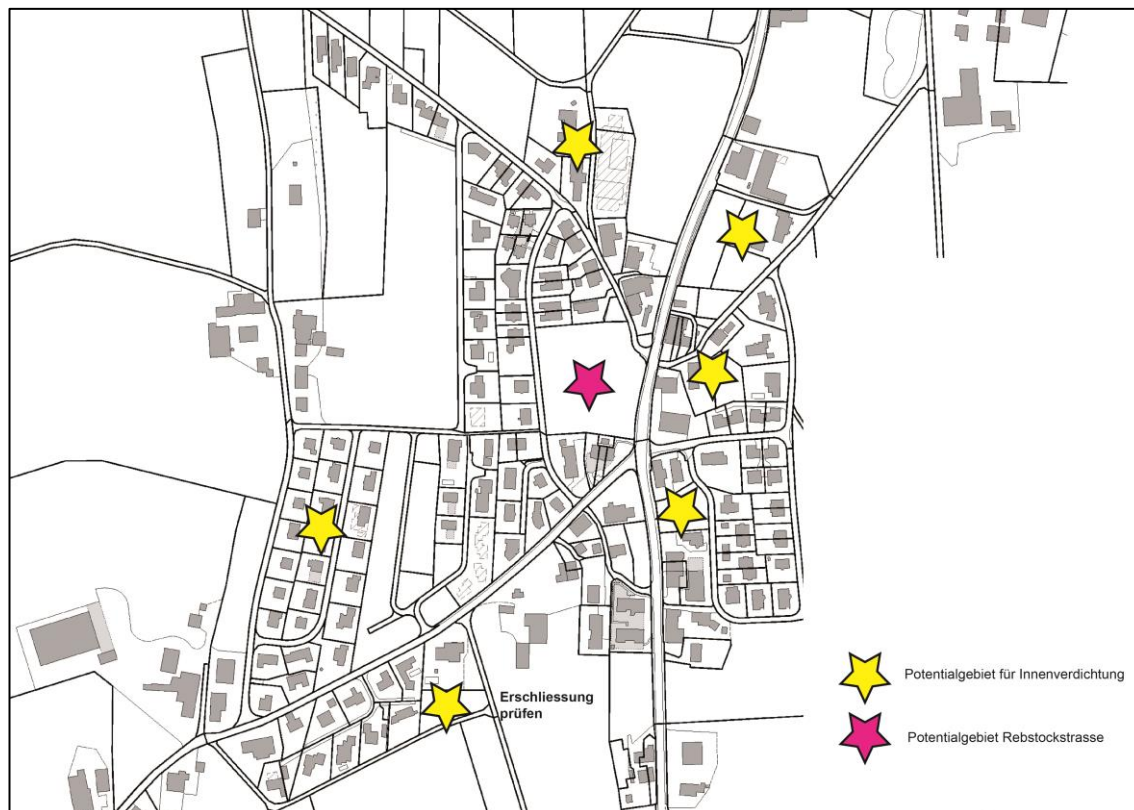 Erschliessung
prüfen
Potentialgebiet für Innenverdichtung
Potentialgebiet Rebstockstrasse